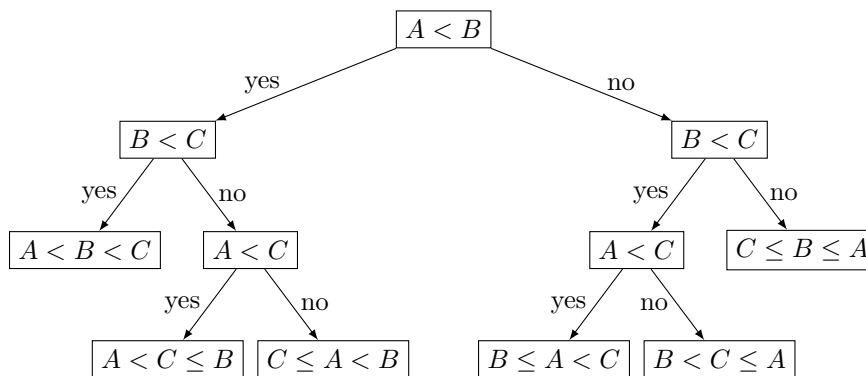 A < B
yes
no
B < C
B < C
yes
no
yes
no
A < B < C
A < C
A < C
C ≤ B ≤ A
yes
no
yes
no
A < C ≤ B
C ≤ A < B
B ≤ A < C
B < C ≤ A